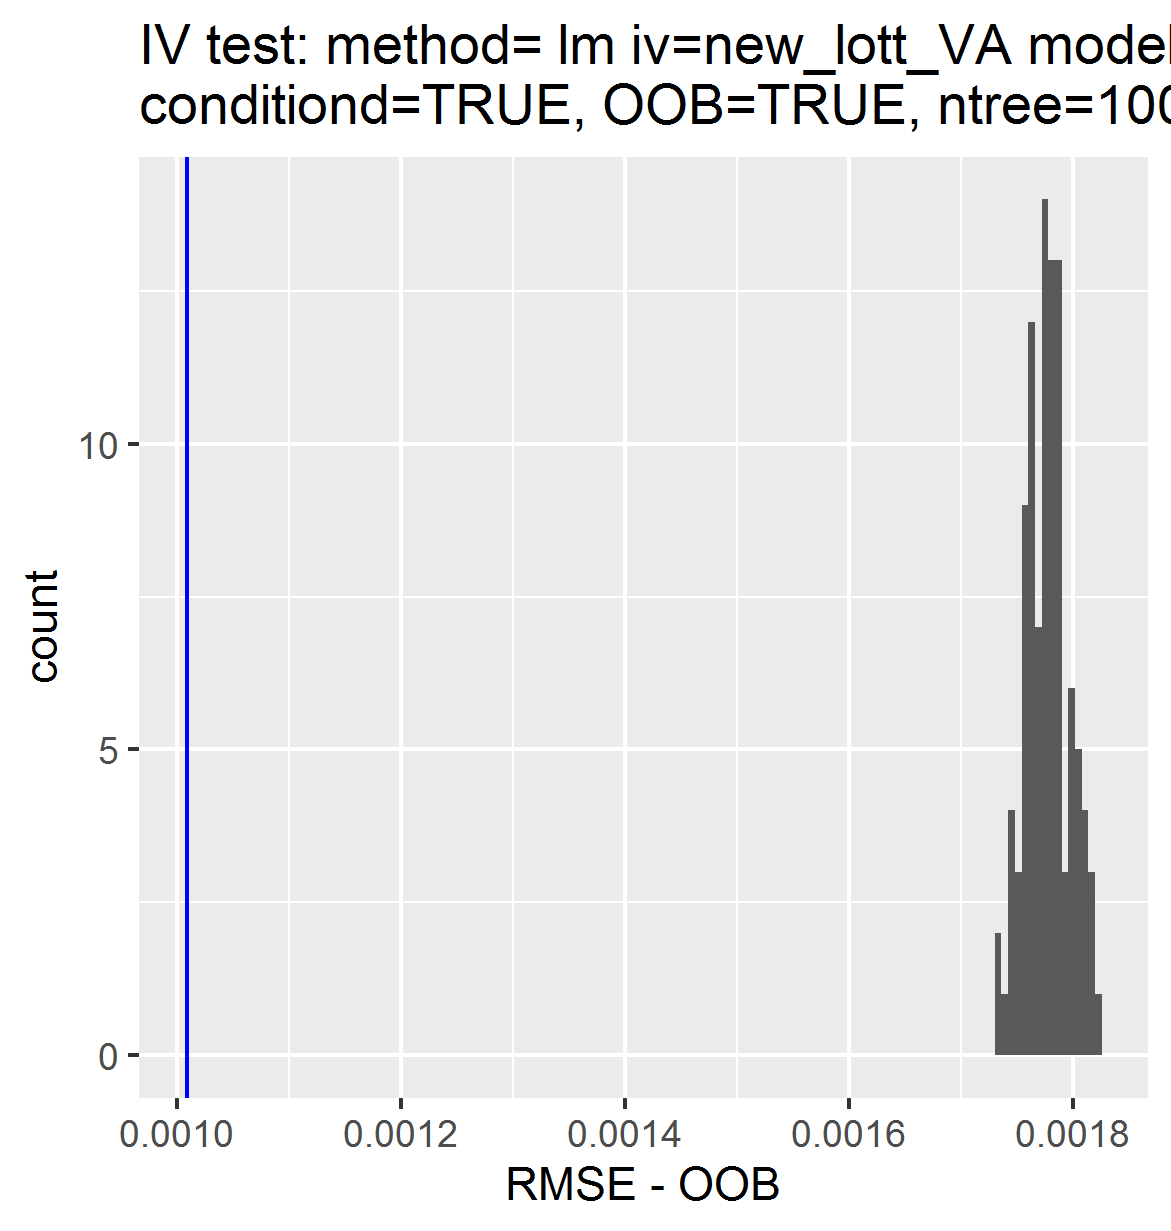 IV test: method= lm iv=new_lott_VA model
conditiond=TRUE, OOB=TRUE, ntree=100
10
5
0
count
0.0010 0.0012 0.0014 0.0016 0.0018
RMSE - OOB